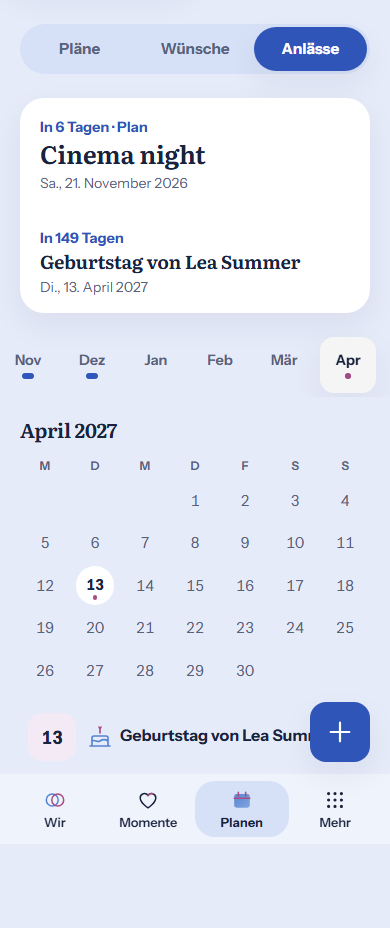 Pläne Wünsche Anlässe
In 6 Tagen · Plan
Cinema night
Sa., 21. November 2026
In 149 Tagen
Geburtstag von Lea Summer
Di., 13. April 2027
Nov Dez Jan Feb Mär Apr
April 2027
M D M D F S S
1 2 3 4
5 6 7 8 9 10 11
12 13 14 15 16 17 18
19 20 21 22 23 24 25
26 27 28 29 30
13 Geburtstag von Lea Sum
Wir Momente Planen Mehr